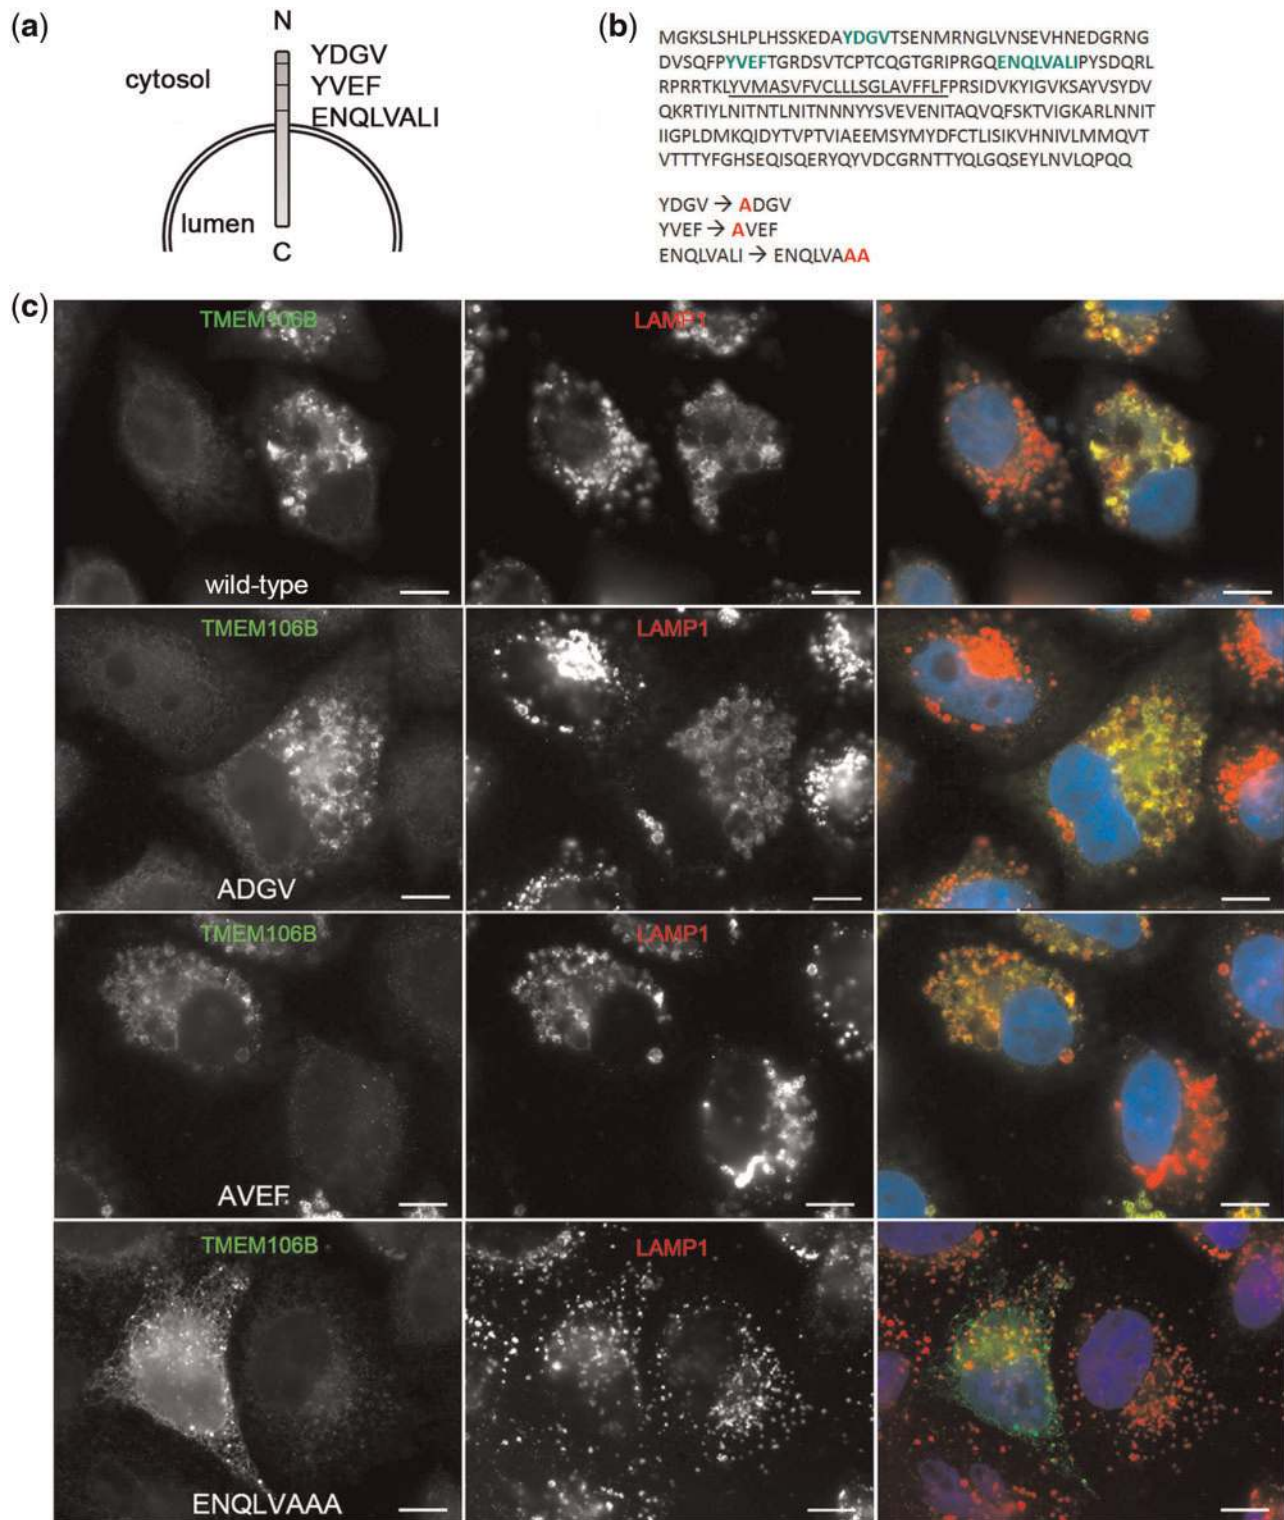 (a)
N
YDGV
cytosol
YVEF
ENQLVALI
lumen
C
(b)
MGKSLSHLPLHSSKEDAYDGVTSENMRNGLVNSEVHNEDGRNG
DVSQFPYVEFTGRDSVTCPTCQGTGRIPRGQENQLVALIPYSDQRL
RPRRTKLYVMASVFVCLLLSGLAVFFLFPRSIDVKYIGVKSAYVSYDV
QKRTIYLNITNTLNITNNNYYSVEVENITAQVQFSKTVIGKARLNNIT
IIGPLDMKQIDYTVPTVIAEEMSYMYDFCTLISIKVHNIVLMMQVT
VTTTYFGHSEQISQERYQYVDCGRNTTYQLGQSEYLNVLQPQQ
YDGV → ADGV
YVEF → AVEF
ENQLVALI → ENQLVAAA
(c)
TMEM106B
LAMP1
wild-type
TMEM106B
LAMP1
ADGV
TMEM106B
LAMP1
AVEF
TMEM106B
LAMP1
ENQLVAAA